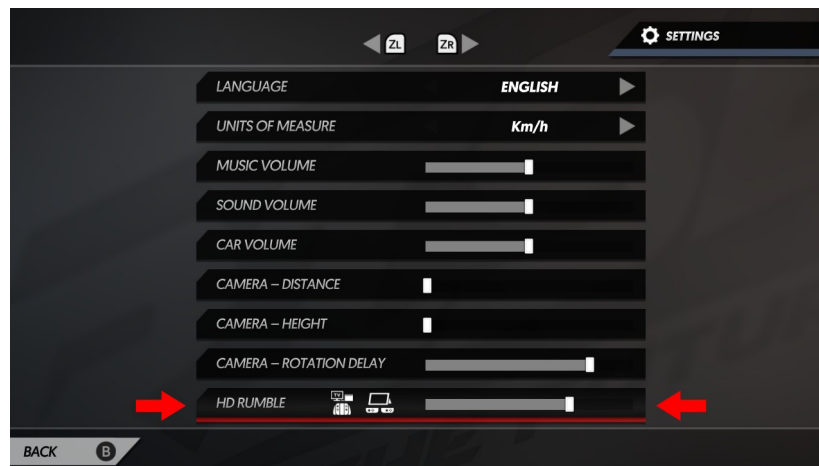 ZL ZR
SETTINGS
LANGUAGE ENGLISH
UNITS OF MEASURE Km/h
MUSIC VOLUME
SOUND VOLUME
CAR VOLUME
CAMERA – DISTANCE
CAMERA – HEIGHT
CAMERA – ROTATION DELAY
HD RUMBLE TV
BACK B